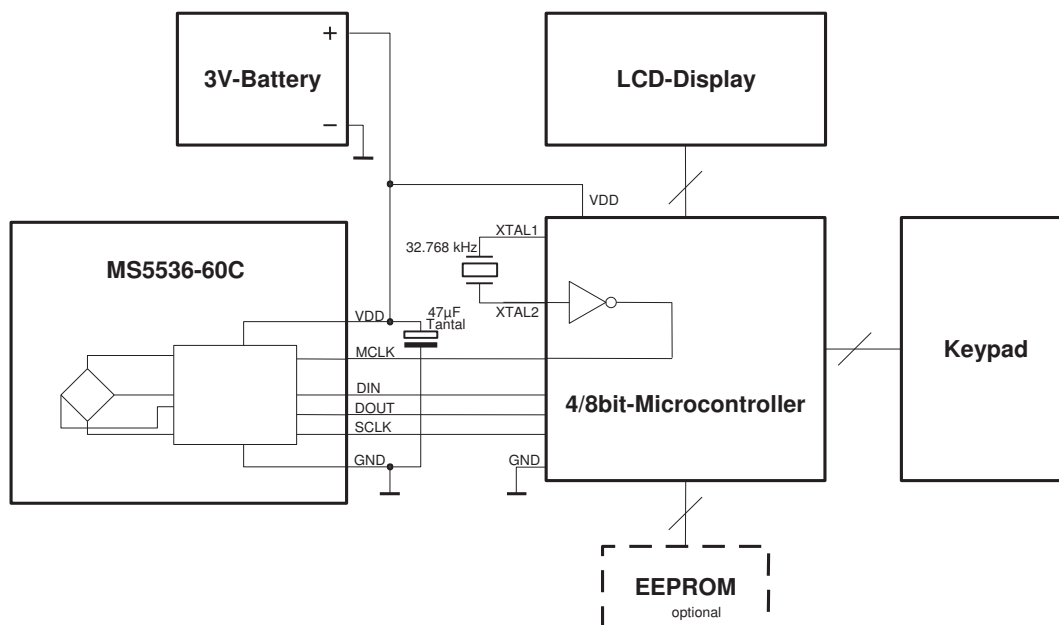 +
3V-Battery
−
LCD-Display
VDD
XTAL1
32.768 kHz
XTAL2
MS5536-60C
VDD
47µF
Tantal
MCLK
DIN
DOUT
SCLK
GND
4/8bit-Microcontroller
GND
Keypad
EEPROM
optional